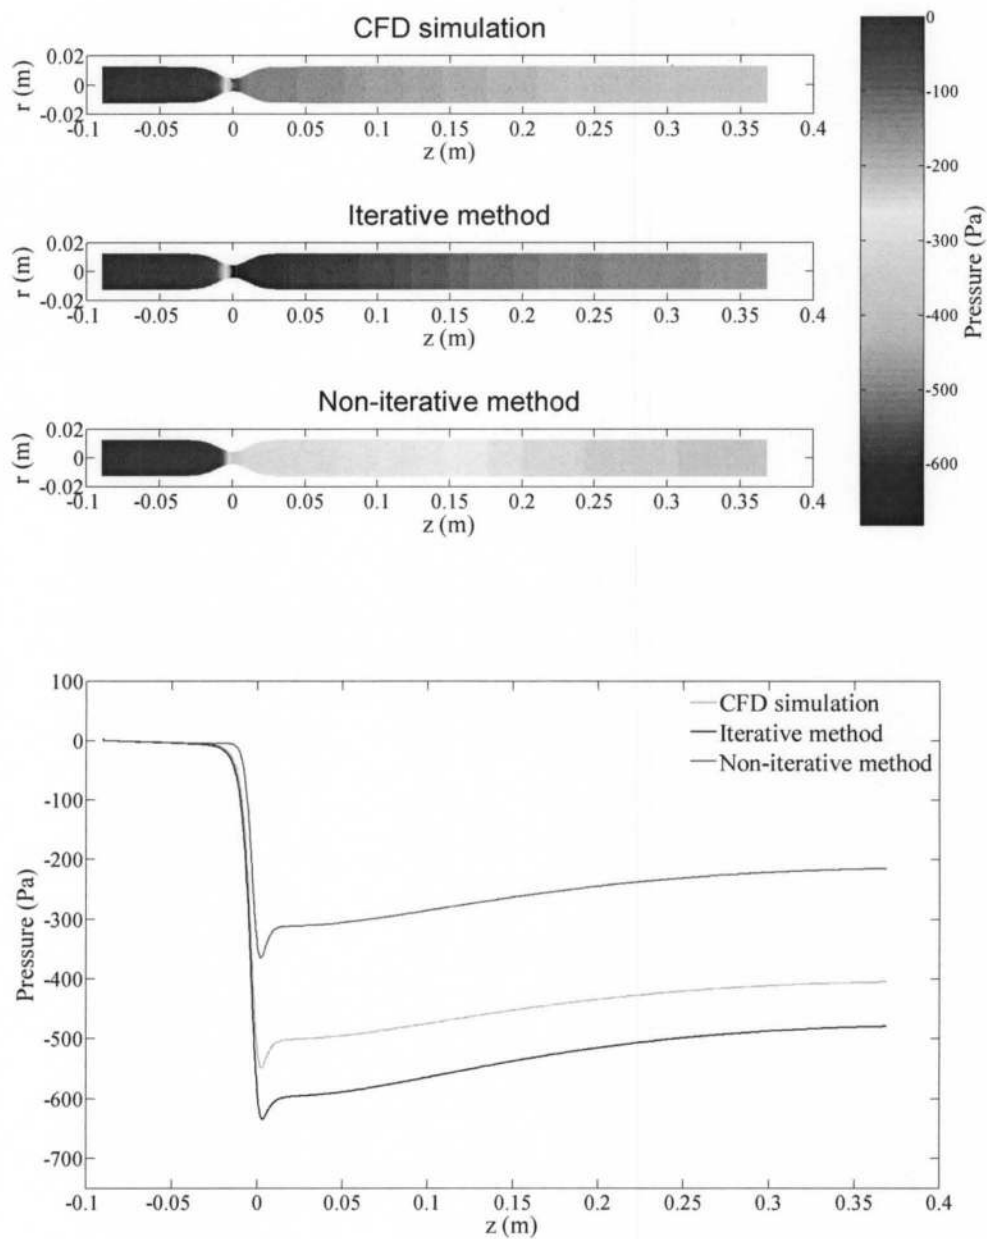 CFD simulation
0.02
0
-0.02
r (m)
-0.1 -0.05 0 0.05 0.1 0.15 0.2 0.25 0.3 0.35 0.4
z (m)
Iterative method
0.02
0
-0.02
r (m)
-0.1 -0.05 0 0.05 0.1 0.15 0.2 0.25 0.3 0.35 0.4
z (m)
Non-iterative method
0.02
0
-0.02
r (m)
-0.1 -0.05 0 0.05 0.1 0.15 0.2 0.25 0.3 0.35 0.4
z (m)
0
-100
-200
-300
-400
-500
-600
Pressure (Pa)
100
0
-100
-200
-300
-400
-500
-600
-700
Pressure (Pa)
CFD simulation
Iterative method
Non-iterative method
-0.1 -0.05 0 0.05 0.1 0.15 0.2 0.25 0.3 0.35 0.4
z (m)